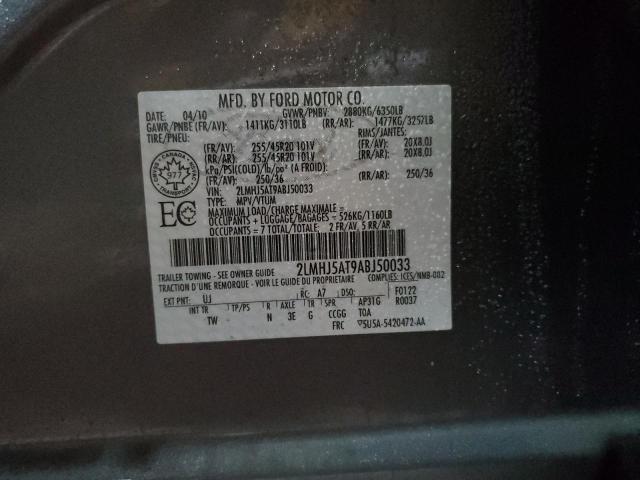 MFD. BY FORD MOTOR CO.
04/10 GVWR/PNBV: 2880KG/6350LB
GAWR/PNBE (FR/AV): 1411KG/3110LB (RR/AR): 1477KG/3257LB
TIRE/PNEU: RIMS/JANTES:
(FR/AV): 255/45R20 101V (FR/AV): 20X8.0J
(RR/AR): 255/45R20 101V (RR/AR): 20X8.0J
kPa/PSI(COLD)/lb/po² (A FROID):
(FR/AV): 250/36 (RR/AR): 250/36
VIN: 2LMHJ5AT9ABJ50033
TYPE: MPV/VTUM
MAXIMUM LOAD/CHARGE MAXIMALE =
OCCUPANTS + LUGGAGE/BAGAGES = 526KG/1160LB
OCCUPANTS = 7 TOTAL/TOTALE: 2 FR/AV, 5 RR/AR
CANADA
977
EC
2LMHJ5AT9ABJ50033
TRAILER TOWING - SEE OWNER GUIDE
TRACTION D'UNE REMORQUE - VOIR LE GUIDE DU PROPRIETAIRE COMPLIES: ICES/NMB-002
EXT PNT: UJ RC: A7 DSO: F0122
INT TR TP/PS R AXLE TR SPR AP31G R0037
TW N 3E G CCGG TOA
FRC ▽5U5A-5420472-AA